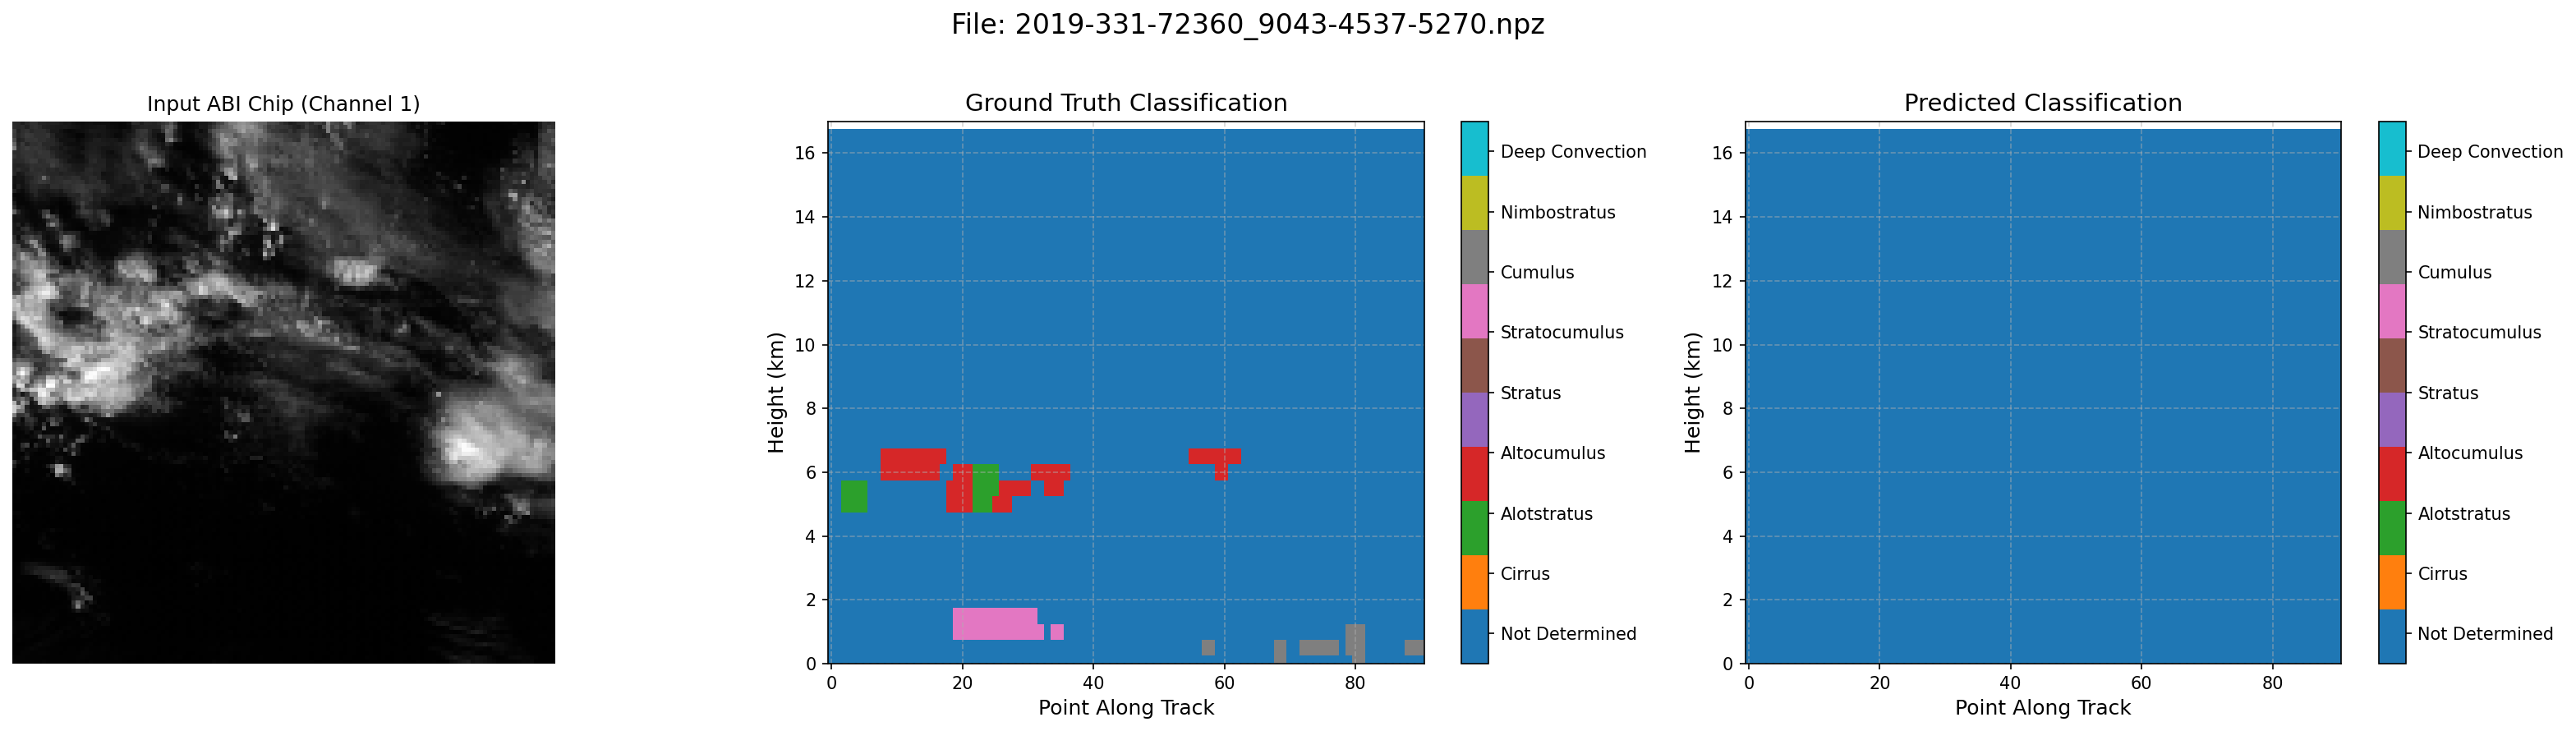 File: 2019-331-72360_9043-4537-5270.npz
Input ABI Chip (Channel 1)
Ground Truth Classification
Height (km)
16
14
12
10
8
6
4
2
0
0 20 40 60 80
Point Along Track
Deep Convection
Nimbostratus
Cumulus
Stratocumulus
Stratus
Altocumulus
Alotstratus
Cirrus
Not Determined
Predicted Classification
Height (km)
16
14
12
10
8
6
4
2
0
0 20 40 60 80
Point Along Track
Deep Convection
Nimbostratus
Cumulus
Stratocumulus
Stratus
Altocumulus
Alotstratus
Cirrus
Not Determined